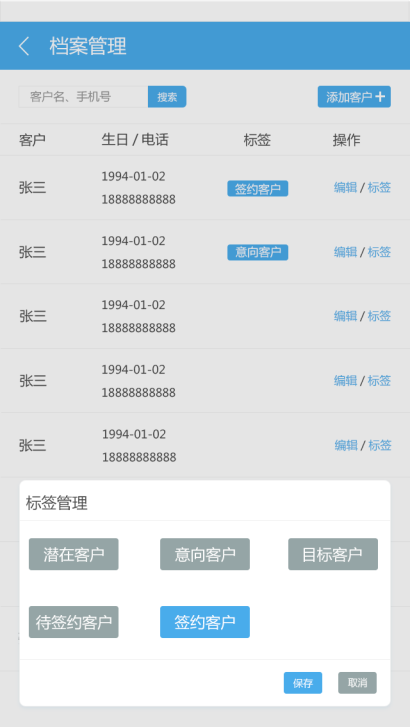 档案管理
客户名、手机号 搜索 添加客户+
客户 生日 / 电话 标签 操作
张三 1994-01-02 18888888888 签约客户 编辑 / 标签
张三 1994-01-02 18888888888 意向客户 编辑 / 标签
张三 1994-01-02 18888888888 编辑 / 标签
张三 1994-01-02 18888888888 编辑 / 标签
张三 1994-01-02 18888888888 编辑 / 标签
标签管理
潜在客户 意向客户 目标客户
待签约客户 签约客户
保存 取消